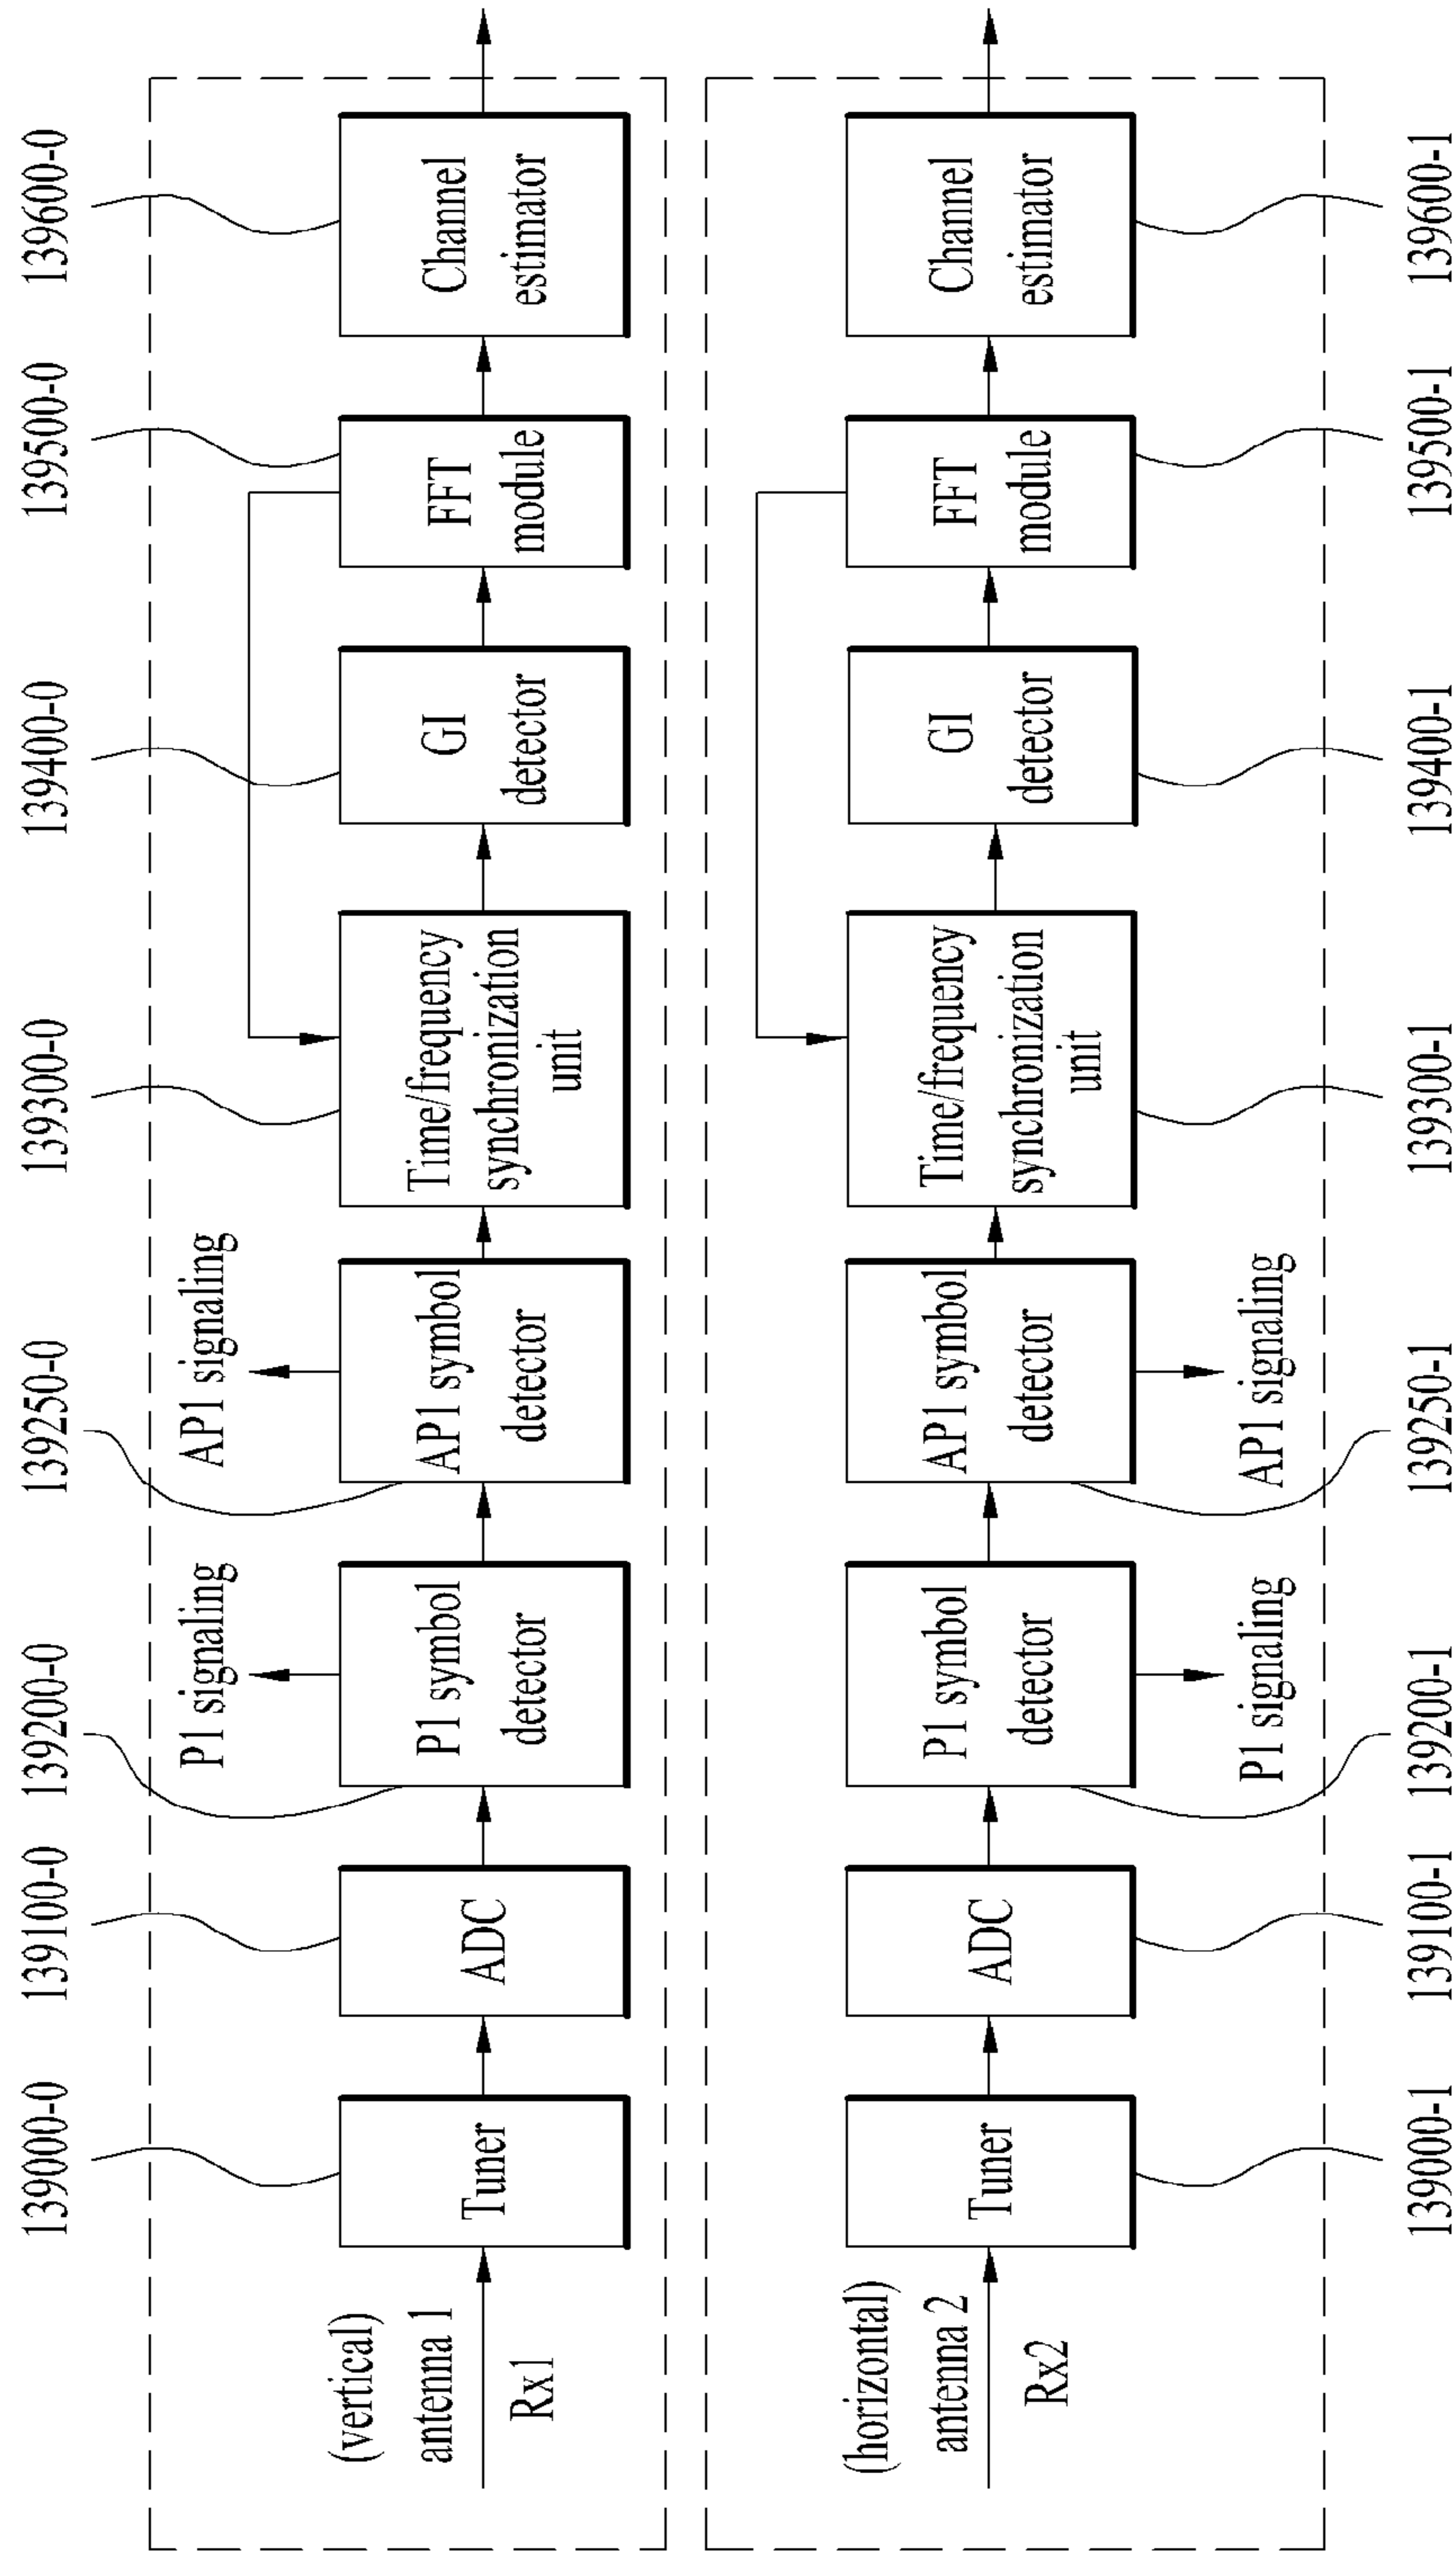 139000-0
139100-0
139200-0
139250-0
139300-0
139400-0
139500-0
139600-0
P1 signaling
AP1 signaling
(vertical)
antenna 1
Rx1
Tuner
ADC
P1 symbol
detector
AP1 symbol
detector
Time/frequency
synchronization
unit
GI
detector
FFT
module
Channel
estimator
(horizontal)
antenna 2
Rx2
Tuner
ADC
P1 symbol
detector
AP1 symbol
detector
Time/frequency
synchronization
unit
GI
detector
FFT
module
Channel
estimator
P1 signaling
AP1 signaling
139000-1
139100-1
139200-1
139250-1
139300-1
139400-1
139500-1
139600-1